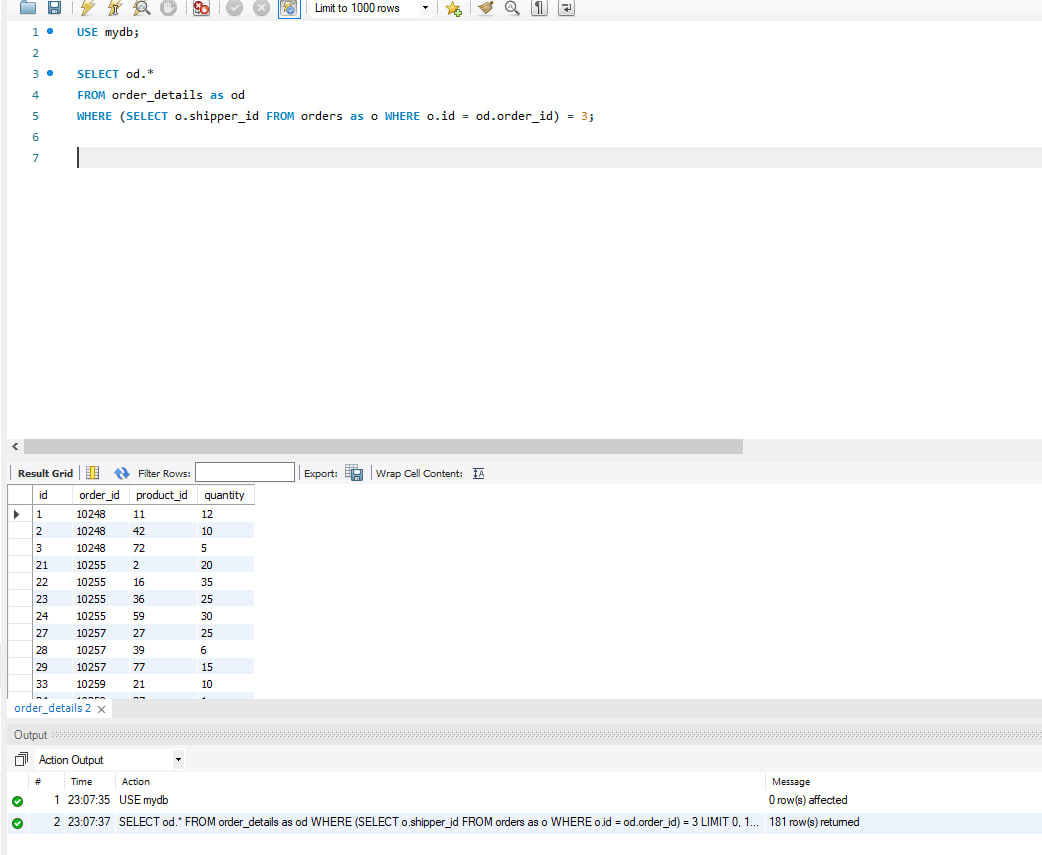 Limit to 1000 rows
1 USE mydb;
2
3 SELECT od.*
4 FROM order_details as od
5 WHERE (SELECT o.shipper_id FROM orders as o WHERE o.id = od.order_id) = 3;
6
7
Result Grid Filter Rows: Export: Wrap Cell Content: IA
id order_id product_id quantity
1 10248 11 12
2 10248 42 10
3 10248 72 5
21 10255 2 20
22 10255 16 35
23 10255 36 25
24 10255 59 30
27 10257 27 25
28 10257 39 6
29 10257 77 15
33 10259 21 10
order_details 2
Output
Action Output
# Time Action Message
1 23:07:35 USE mydb 0 row(s) affected
2 23:07:37 SELECT od.* FROM order_details as od WHERE (SELECT o.shipper_id FROM orders as o WHERE o.id = od.order_id) = 3 LIMIT 0, 1... 181 row(s) returned